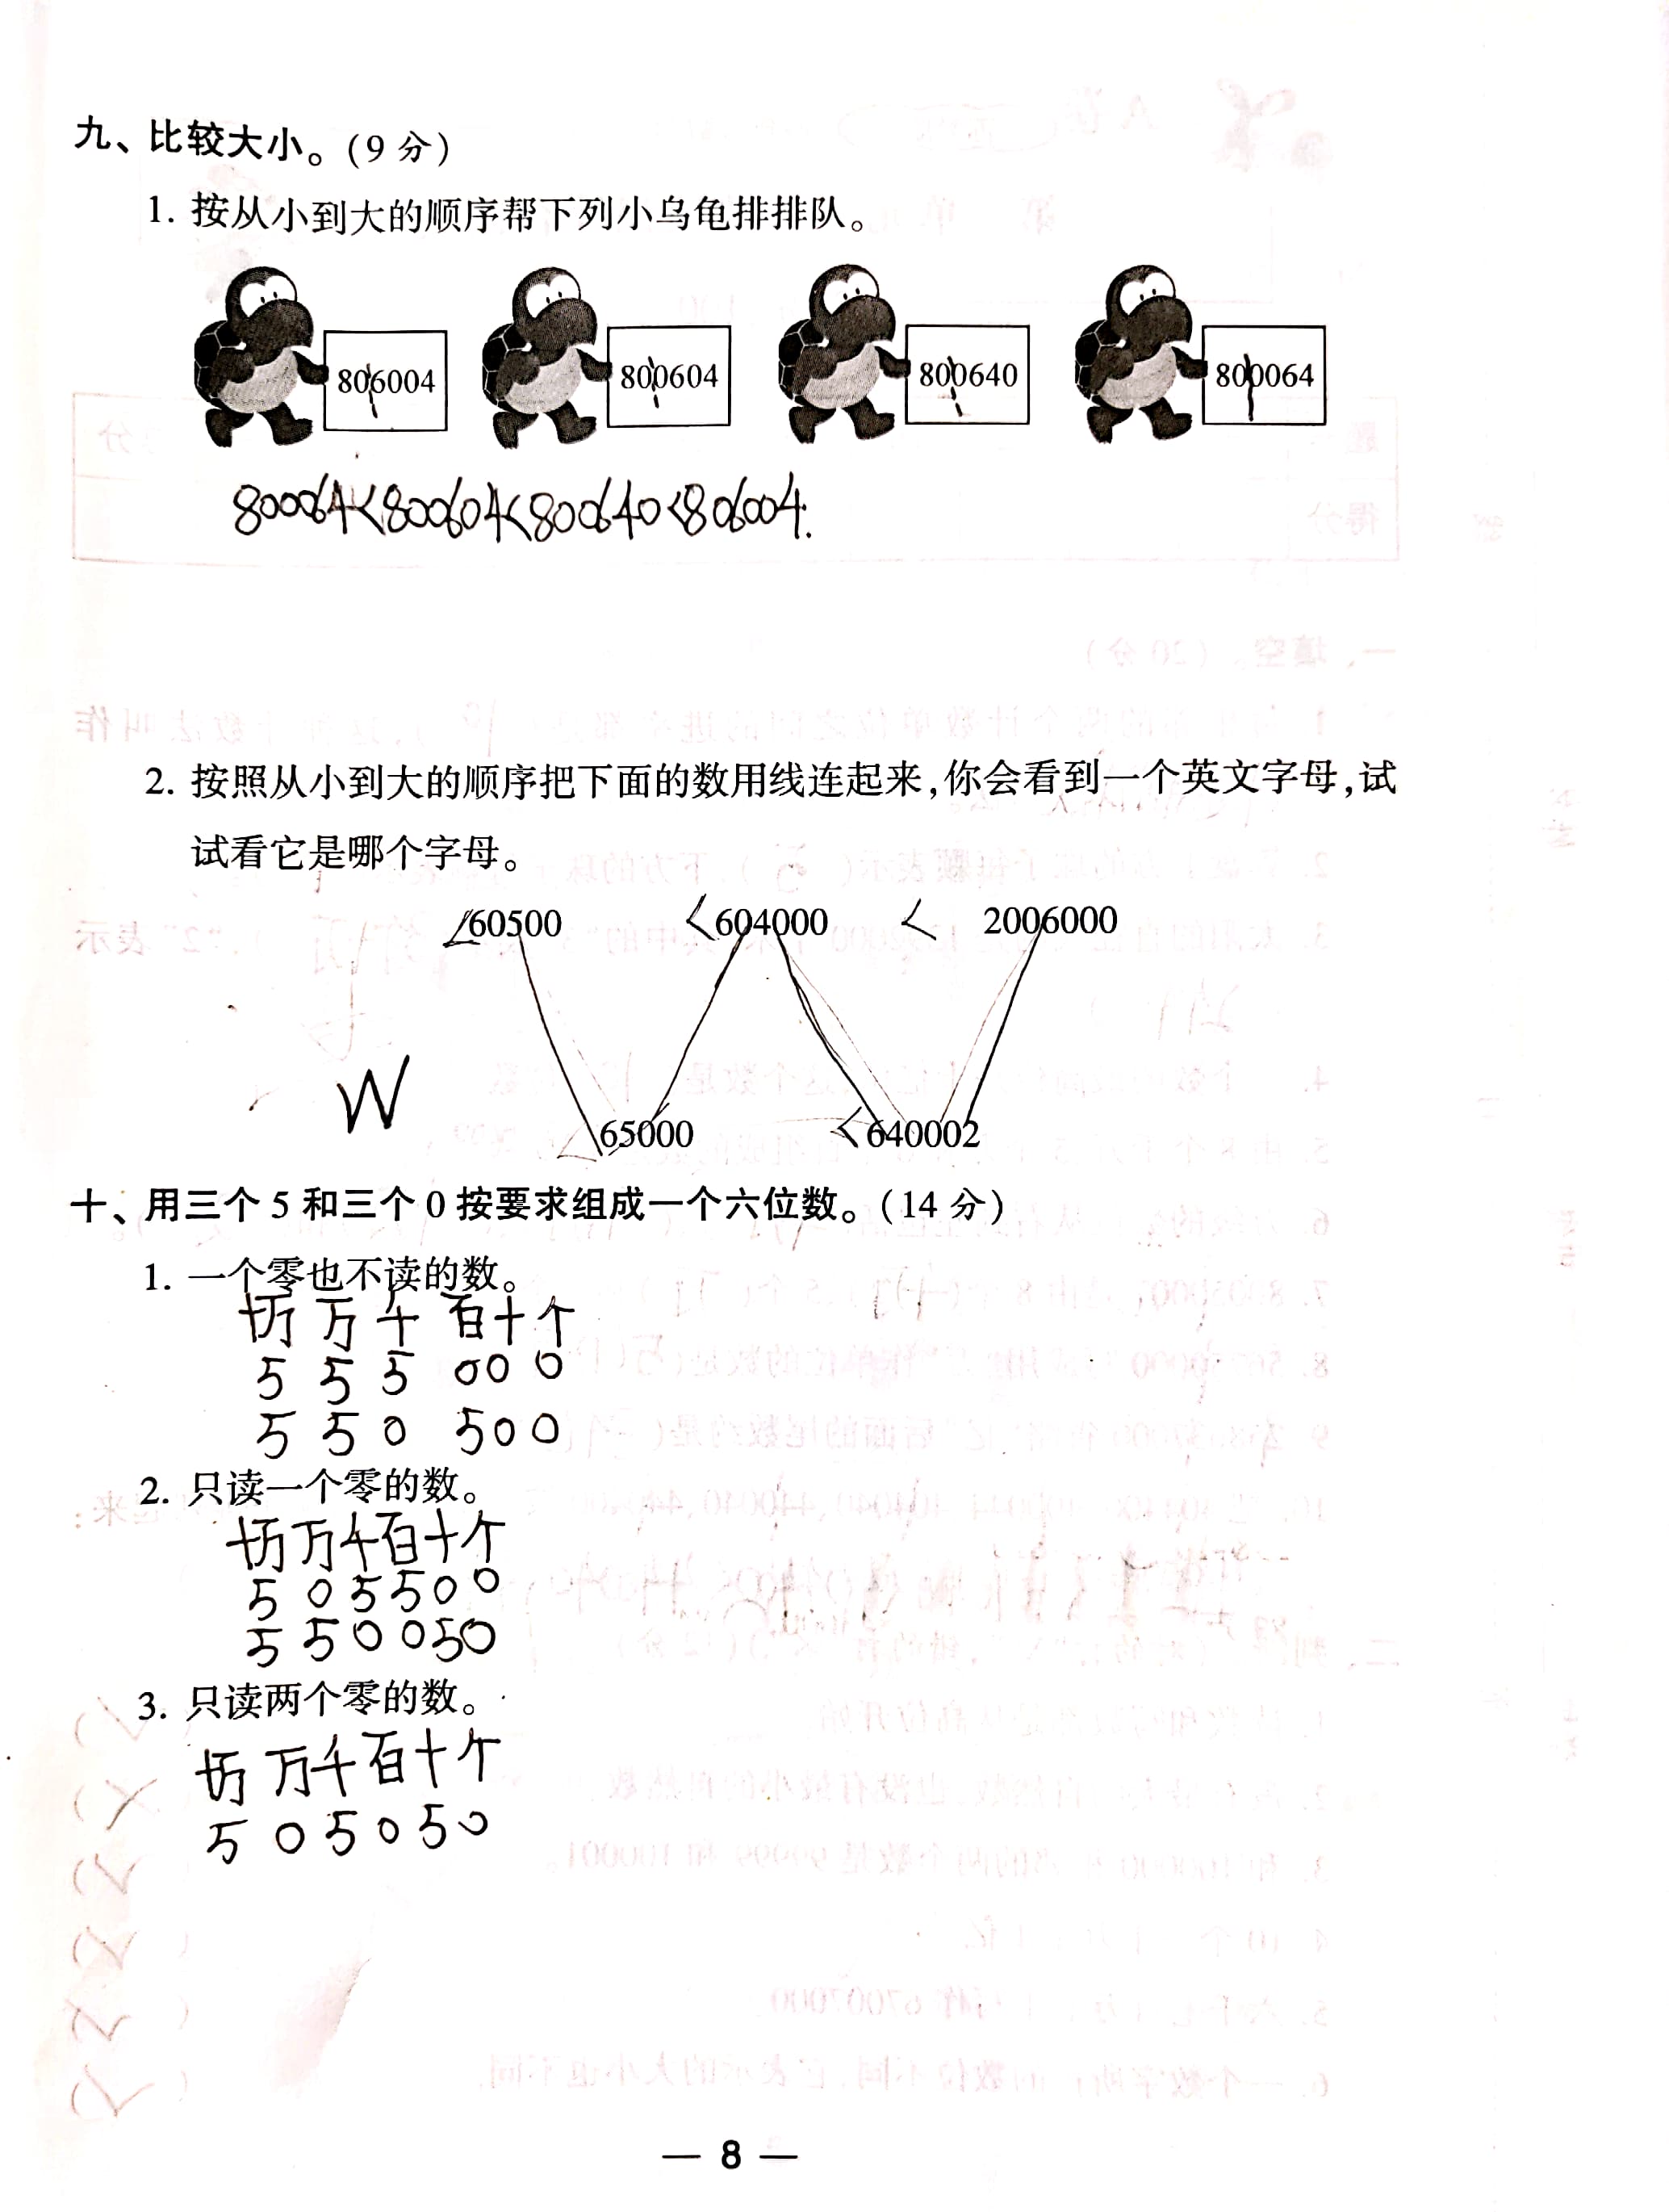 九、比较大小。(9 分)
1. 按从小到大的顺序帮下列小乌龟排排队。
806004 800604 800640 800064
800064<800604<800640<806004.
2. 按照从小到大的顺序把下面的数用线连起来,你会看到一个英文字母,试
试看它是哪个字母。
<60500 <604000 < 2006000
W
<65000 <640002
十、用三个 5 和三个 0 按要求组成一个六位数。(14 分)
1. 一个零也不读的数。
十万 万 千 百 十 个
5 5 5 0 0 0
5 5 0 5 0 0
2. 只读一个零的数。
十万 万 千 百 十 个
5 0 5 5 0 0
5 5 0 0 5 0
3. 只读两个零的数。
十万 万 千 百 十 个
5 0 5 0 5 0
— 8 —